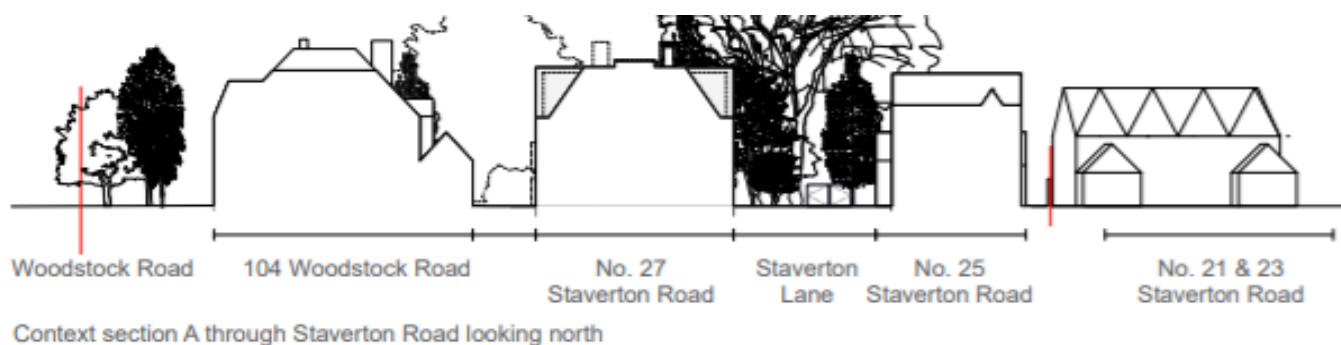 Woodstock Road
104 Woodstock Road
No. 27
Staverton Road
Staverton
Lane
No. 25
Staverton Road
No. 21 & 23
Staverton Road
Context section A through Staverton Road looking north